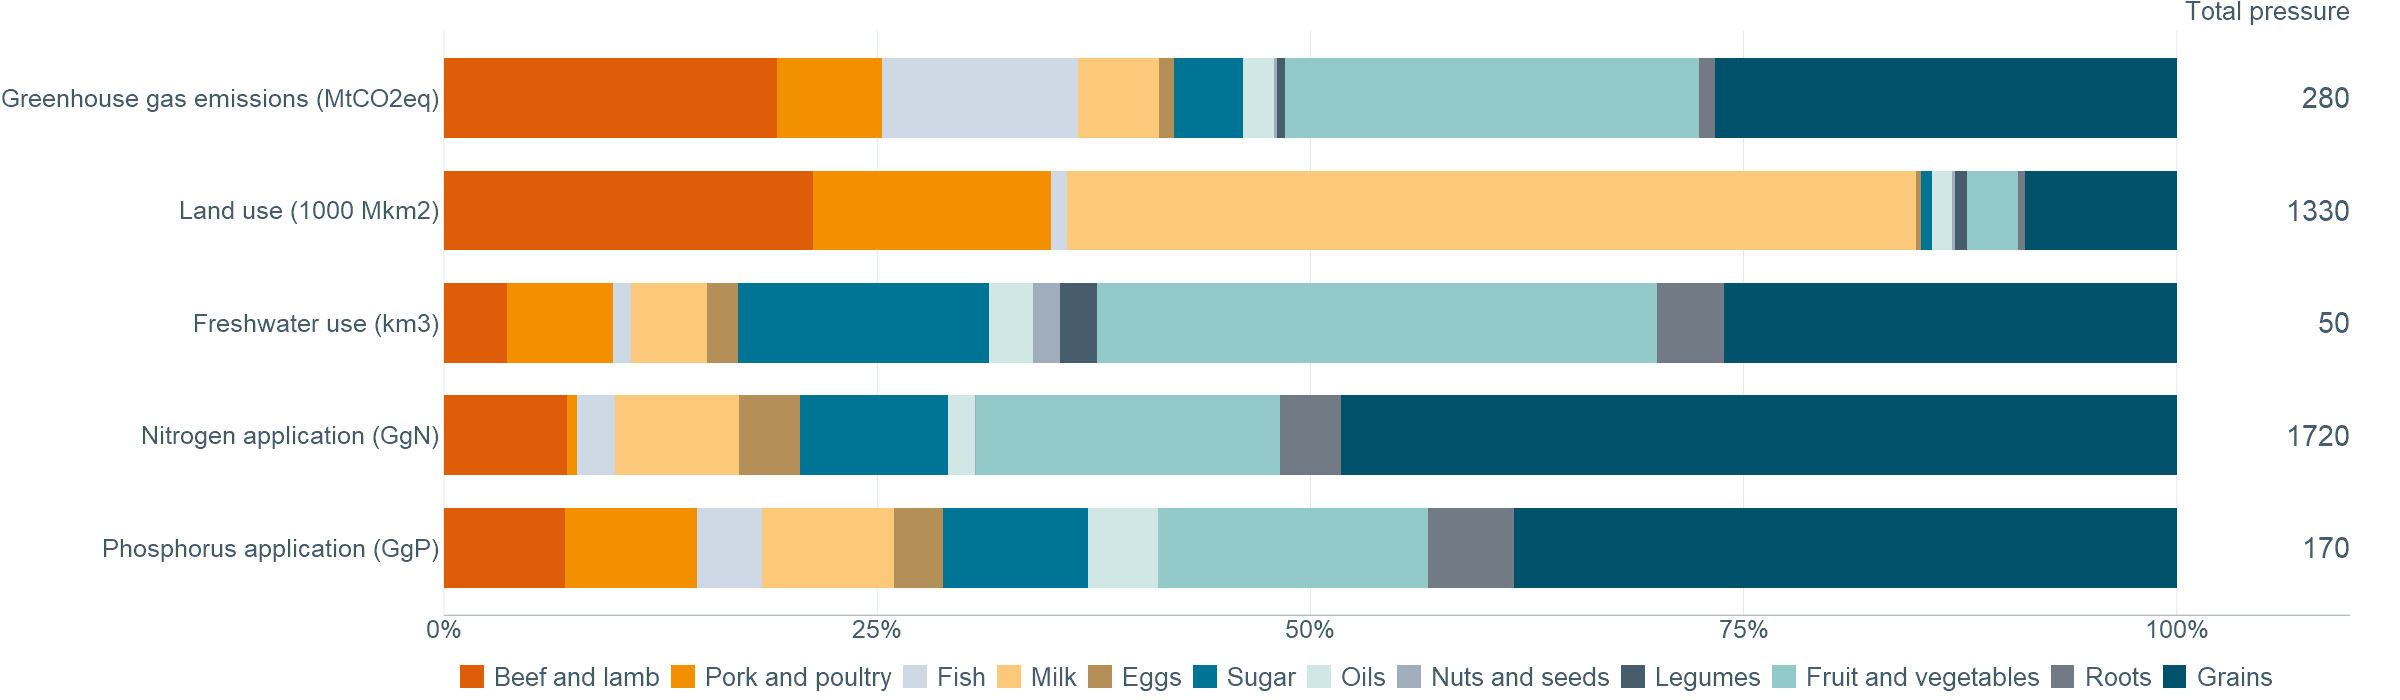 Total pressure
Greenhouse gas emissions (MtCO2eq) 280
Land use (1000 Mkm2) 1330
Freshwater use (km3) 50
Nitrogen application (GgN) 1720
Phosphorus application (GgP) 170
0% 25% 50% 75% 100%
Beef and lamb Pork and poultry Fish Milk Eggs Sugar Oils Nuts and seeds Legumes Fruit and vegetables Roots Grains